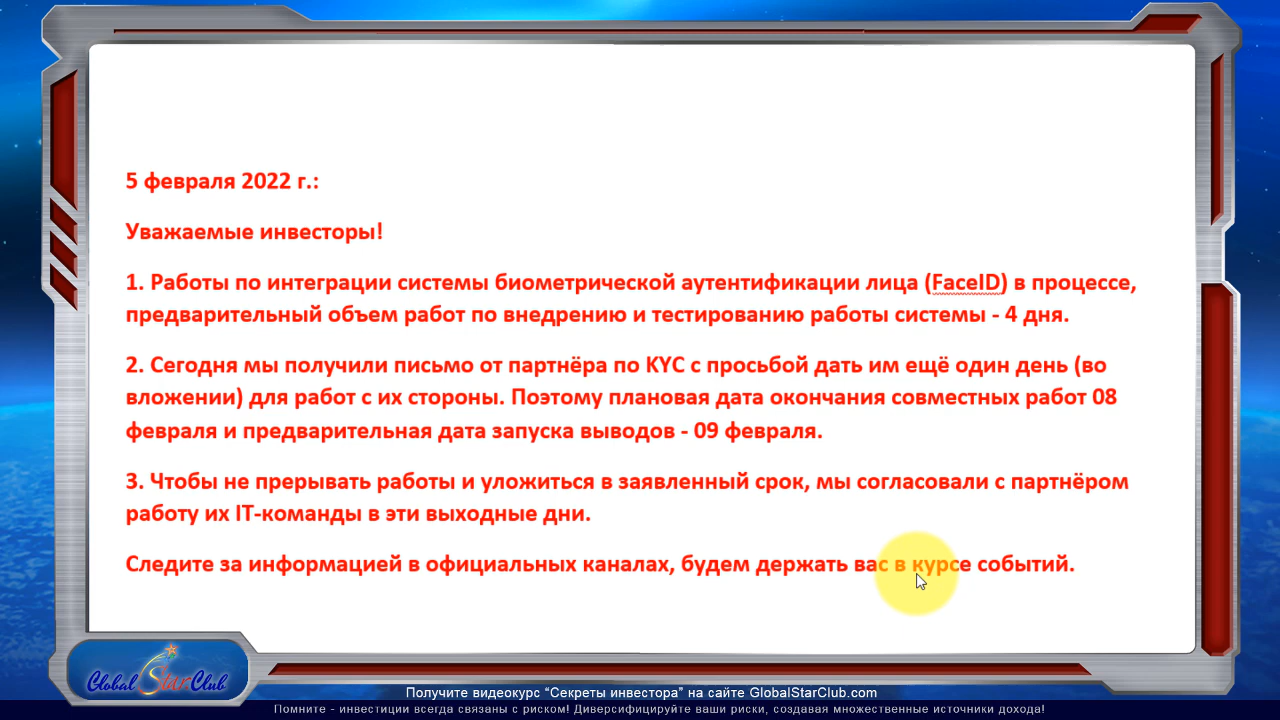 5 февраля 2022 г.:
Уважаемые инвесторы!
1. Работы по интеграции системы биометрической аутентификации лица (FaceID) в процессе,
предварительный объем работ по внедрению и тестированию работы системы - 4 дня.
2. Сегодня мы получили письмо от партнёра по KYC с просьбой дать им ещё один день (во
вложении) для работ с их стороны. Поэтому плановая дата окончания совместных работ 08
февраля и предварительная дата запуска выводов - 09 февраля.
3. Чтобы не прерывать работы и уложиться в заявленный срок, мы согласовали с партнёром
работу их IT-команды в эти выходные дни.
Следите за информацией в официальных каналах, будем держать вас в курсе событий.
Global StarClub
Получите видеокурс “Секреты инвестора” на сайте GlobalStarClub.com
Помните - инвестиции всегда связаны с риском! Диверсифицируйте ваши риски, создавая множественные источники дохода!